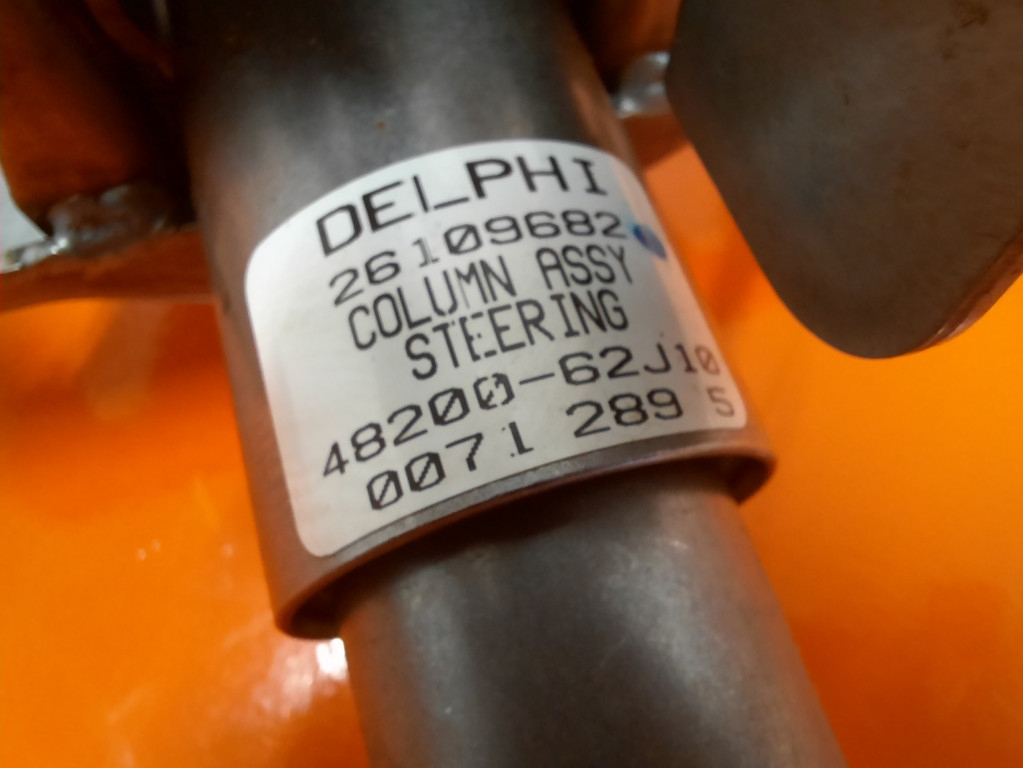 DELPHI
26109682
COLUMN ASSY
STEERING
48200-62J10
0071 289 5